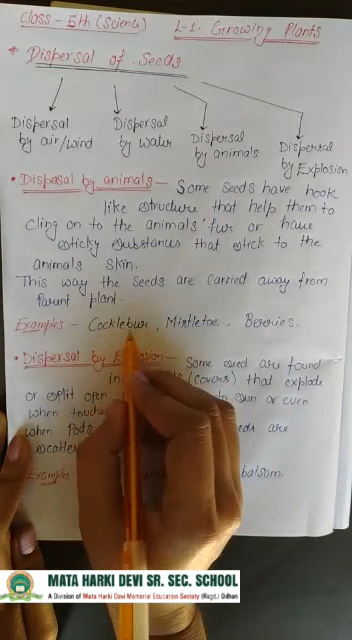 Class - 5th (Science) L-1. Growing Plants
* Dispersal of Seeds
Dispersal by air/wind
Dispersal by water
Dispersal by animals
Dispersal by Explosion
• Dispesal by animals — Some seeds have hook
like structure that help them to
cling on to the animals' fur or have
sticky substances that stick to the
animals skin.
This way the seeds are carried away from
Parent plant.
Examples - Cocklebur, Mistletoe, Berries.
• Dispersal by Explosion — Some seed are found
in (covers) that explode
or split open sun or even
when
when Pods are
Examples balsam.
MATA HARKI DEVI SR. SEC. SCHOOL
A Division of Mata Harki Devi Memorial Education Society (Regd.) Odhan